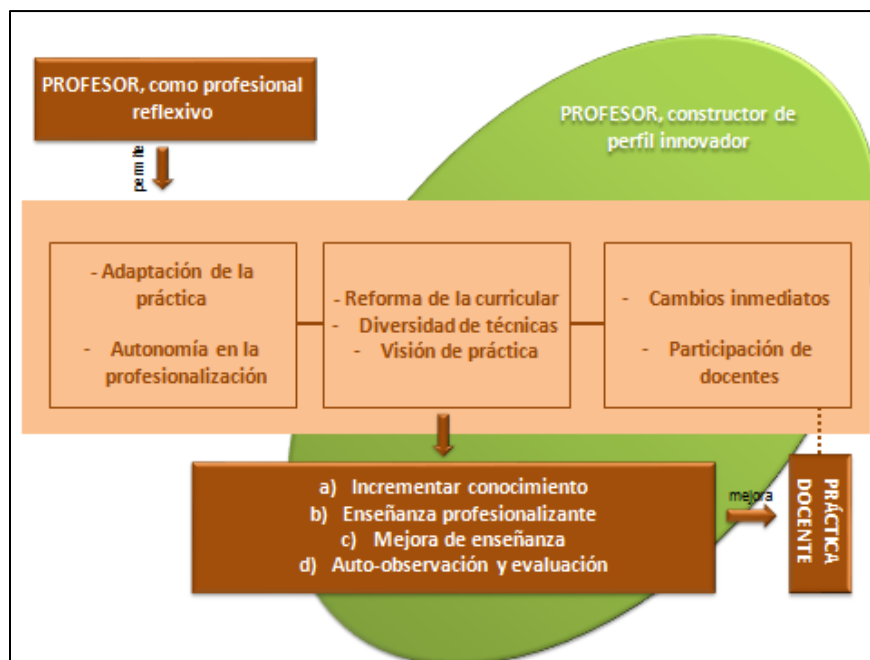 PROFESOR, como profesional
reflexivo
PROFESOR, constructor de
perfil innovador
permite
- Adaptación de la
práctica
- Autonomía en la
profesionalización
- Reforma de la curricular
- Diversidad de técnicas
- Visión de práctica
- Cambios inmediatos
- Participación de
docentes
a) Incrementar conocimiento
b) Enseñanza profesionalizante
c) Mejora de enseñanza
d) Auto-observación y evaluación
mejora
PRÁCTICA
DOCENTE